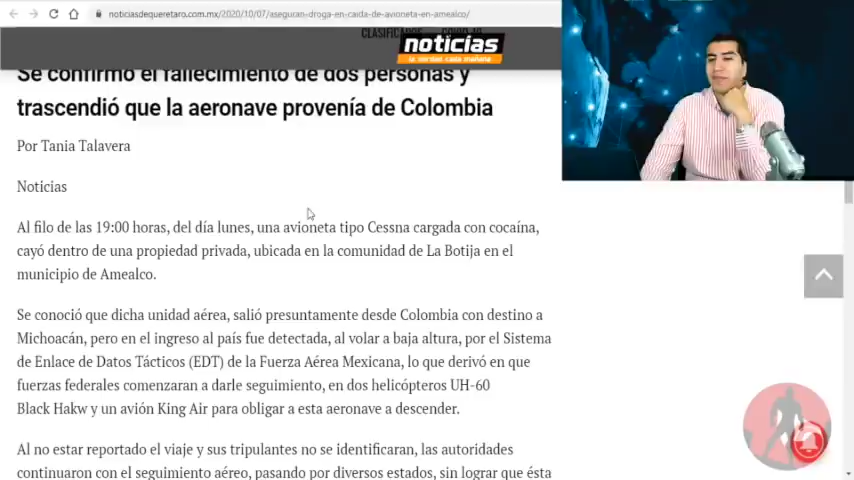 noticiasdequeretaro.com.mx/2020/10/07/aseguran-droga-en-caida-de-avioneta-en-amealco/
noticias
la verdad cada mañana
Se confirmó el fallecimiento de dos personas y
trascendió que la aeronave provenía de Colombia
Por Tania Talavera
Noticias
Al filo de las 19:00 horas, del día lunes, una avioneta tipo Cessna cargada con cocaína,
cayó dentro de una propiedad privada, ubicada en la comunidad de La Botija en el
municipio de Amealco.
Se conoció que dicha unidad aérea, salió presuntamente desde Colombia con destino a
Michoacán, pero en el ingreso al país fue detectada, al volar a baja altura, por el Sistema
de Enlace de Datos Tácticos (EDT) de la Fuerza Aérea Mexicana, lo que derivó en que
fuerzas federales comenzaran a darle seguimiento, en dos helicópteros UH-60
Black Hakw y un avión King Air para obligar a esta aeronave a descender.
Al no estar reportado el viaje y sus tripulantes no se identificaran, las autoridades
continuaron con el seguimiento aéreo, pasando por diversos estados, sin lograr que ésta